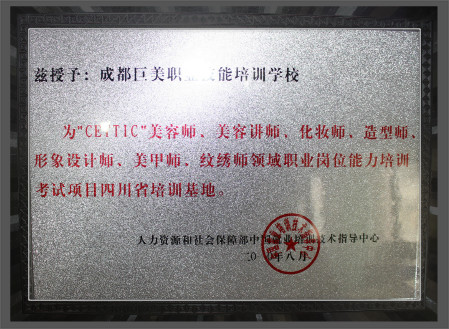 兹授予：成都巨美职业技能培训学校
为"CETTIC"美容师、美容讲师、化妆师、造型师、
形象设计师、美甲师、纹绣师领域职业岗位能力培训
考试项目四川省培训基地。
人力资源和社会保障部中国就业培训技术指导中心
年八月